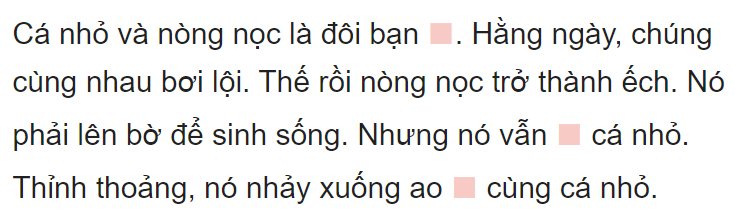 Cá nhỏ và nòng nọc là đôi bạn . Hằng ngày, chúng
cùng nhau bơi lội. Thế rồi nòng nọc trở thành ếch. Nó
phải lên bờ để sinh sống. Nhưng nó vẫn cá nhỏ.
Thỉnh thoảng, nó nhảy xuống ao cùng cá nhỏ.